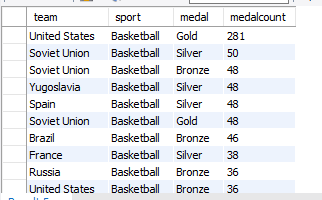 team sport medal medalcount
United States Basketball Gold 281
Soviet Union Basketball Silver 50
Soviet Union Basketball Bronze 48
Yugoslavia Basketball Silver 48
Spain Basketball Silver 48
Soviet Union Basketball Gold 48
Brazil Basketball Bronze 46
France Basketball Silver 38
Russia Basketball Bronze 36
United States Basketball Bronze 36